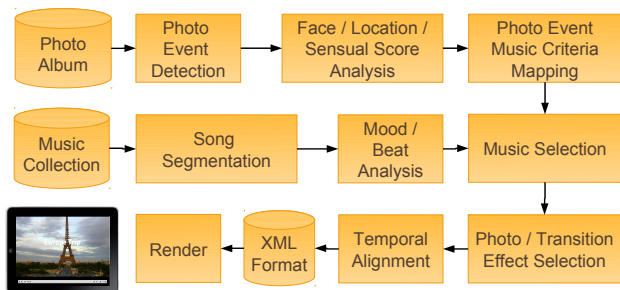 Photo
Album
Photo
Event
Detection
Face / Location /
Sensual Score
Analysis
Photo Event
Music Criteria
Mapping
Music
Collection
Song
Segmentation
Mood /
Beat
Analysis
Music Selection
Render
XML
Format
Temporal
Alignment
Photo / Transition
Effect Selection